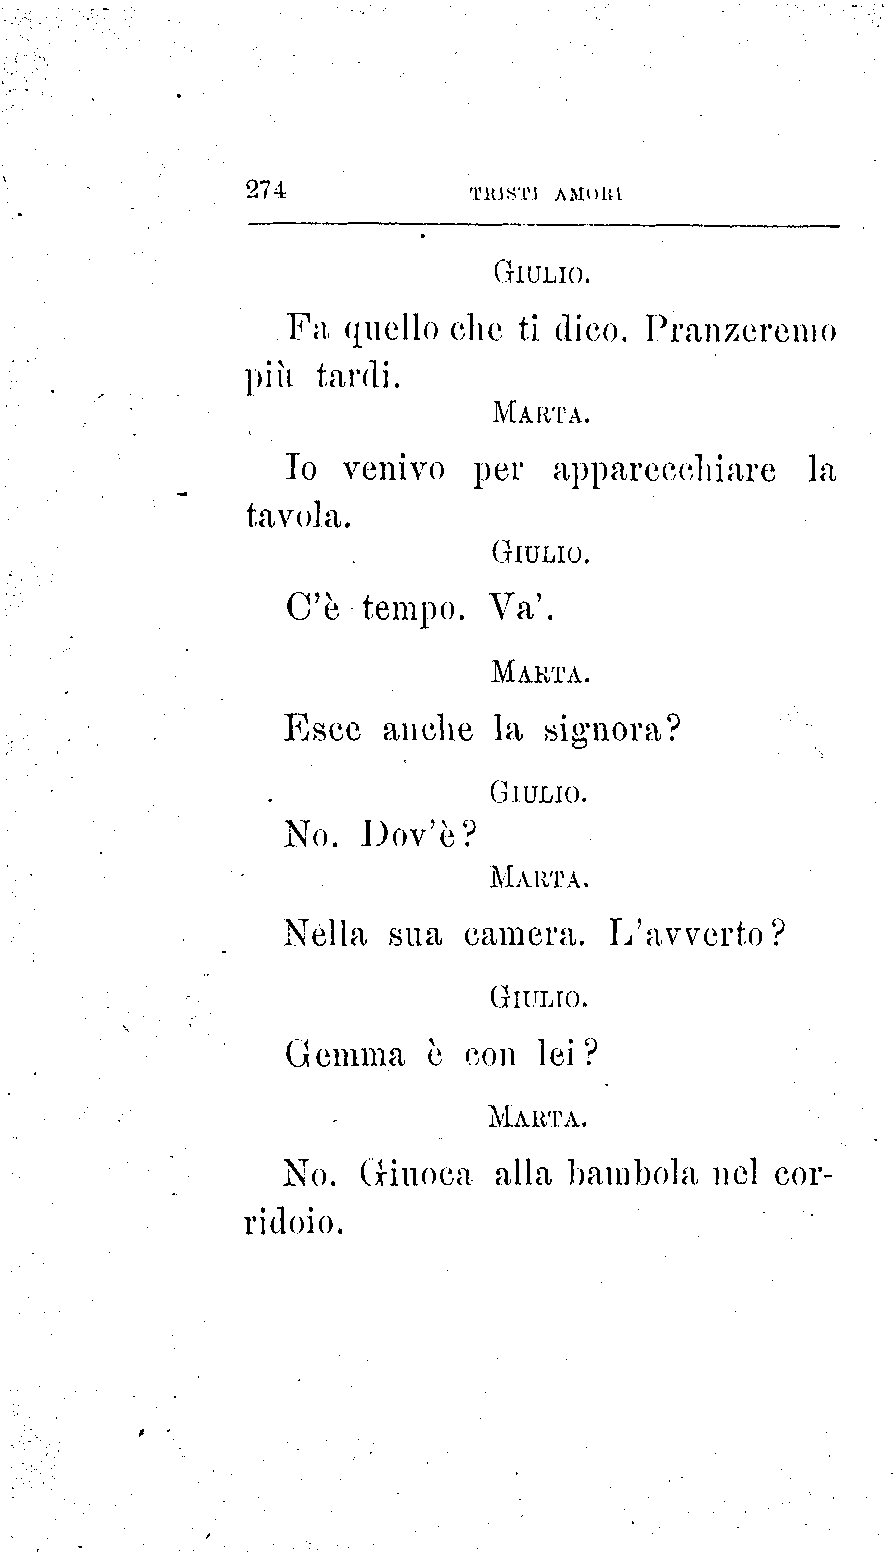 274 TRISTI AMORI
GIULIO.
Fa quello che ti dico. Pranzeremo
più tardi.
MARTA.
Io venivo per apparecchiare la
tavola.
GIULIO.
C'è tempo. Va'.
MARTA.
Esce anche la signora?
GIULIO.
No. Dov'è?
MARTA.
Nella sua camera. L'avverto?
GIULIO.
Gemma è con lei?
MARTA.
No. Giuoca alla bambola nel cor-
ridoio.